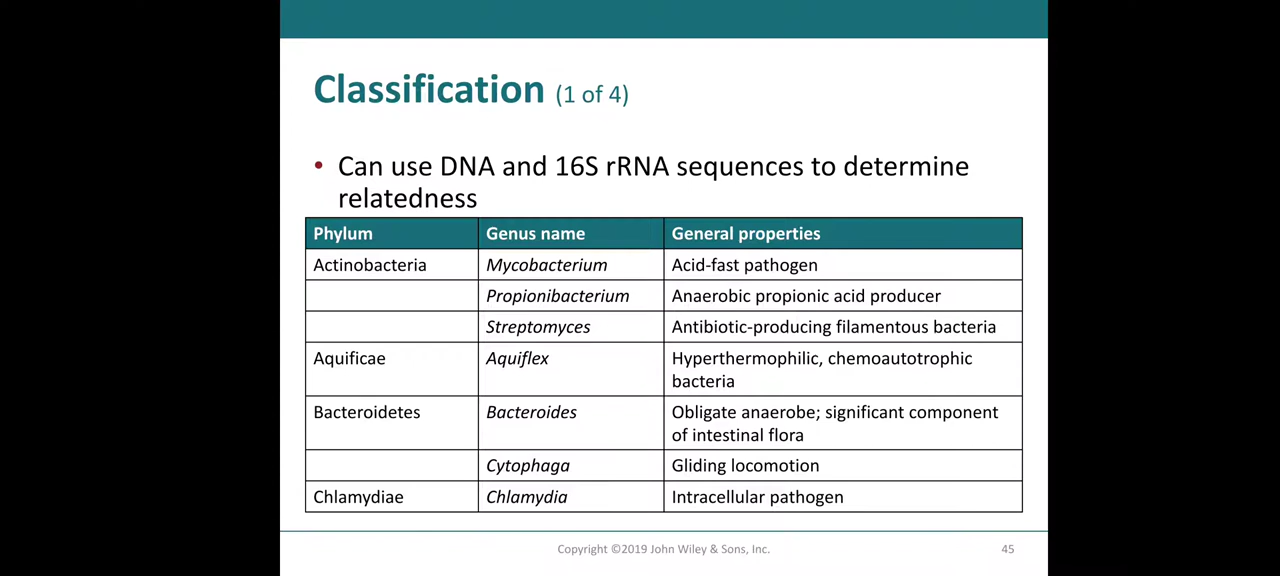 Classification (1 of 4)
• Can use DNA and 16S rRNA sequences to determine
relatedness
Phylum Genus name General properties
Actinobacteria Mycobacterium Acid-fast pathogen
Propionibacterium Anaerobic propionic acid producer
Streptomyces Antibiotic-producing filamentous bacteria
Aquificae Aquiflex Hyperthermophilic, chemoautotrophic
bacteria
Bacteroidetes Bacteroides Obligate anaerobe; significant component
of intestinal flora
Cytophaga Gliding locomotion
Chlamydiae Chlamydia Intracellular pathogen
Copyright ©2019 John Wiley & Sons, Inc. 45